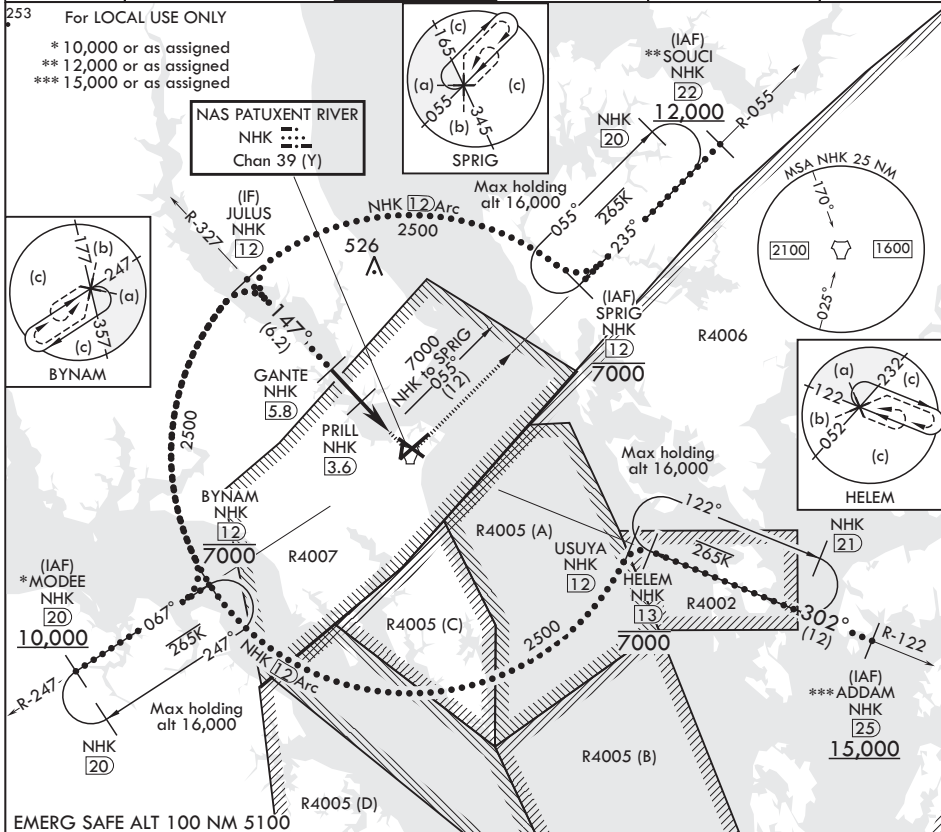 253
For LOCAL USE ONLY
* 10,000 or as assigned
** 12,000 or as assigned
*** 15,000 or as assigned
NAS PATUXENT RIVER
NHK
Chan 39 (Y)
(c)
165
(a)
(c)
055
(b)
345
SPRIG
(IAF)
** SOUCI
NHK
22
12,000
R-055
NHK
20
Max holding
alt 16,000
055°
265K
235°
MSA NHK 25 NM
170°
2100
1600
025°
(IF)
JULUS
NHK
12
R-327
NHK 12 Arc
2500
526
177
(b)
247
(c)
(a)
357
(c)
BYNAM
147°
(6.2)
(IAF)
SPRIG
NHK
12
7000
R4006
7000
NHK to SPRIG
055°
(12)
GANTE
NHK
5.8
PRILL
NHK
3.6
2500
(a)
232
(c)
122
(b)
052
(c)
HELEM
Max holding
alt 16,000
122°
NHK
21
BYNAM
NHK
12
7000
R4007
R4005 (A)
USUYA
NHK
12
265K
HELEM
NHK
13
7000
R4002
302°
(12)
R-122
(IAF)
* MODEE
NHK
20
10,000
067°
265K
247°
R-247
R4005 (C)
2500
NHK 12 Arc
Max holding
alt 16,000
NHK
20
(IAF)
*** ADDAM
NHK
25
15,000
R4005 (B)
R4005 (D)
EMERG SAFE ALT 100 NM 5100